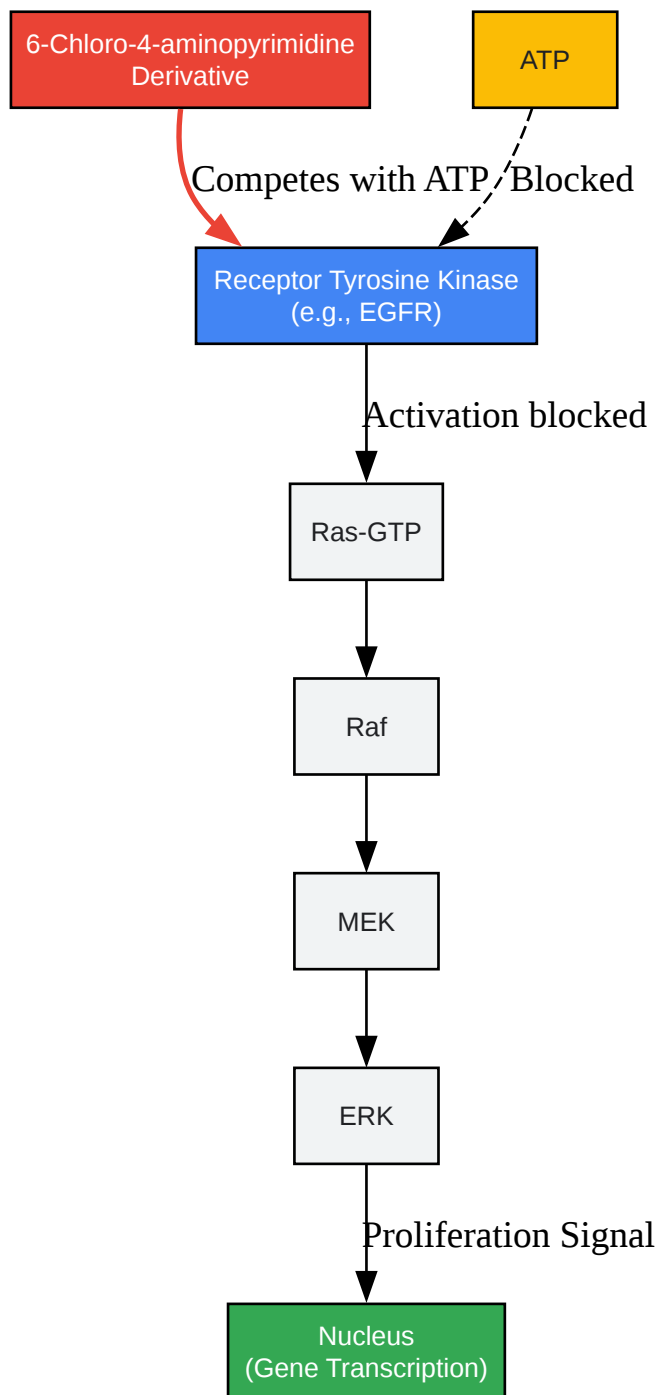 6-Chloro-4-aminopyrimidine
Derivative
ATP
Competes with ATP
Blocked
Receptor Tyrosine Kinase
(e.g., EGFR)
Activation blocked
Ras-GTP
Raf
MEK
ERK
Proliferation Signal
Nucleus
(Gene Transcription)